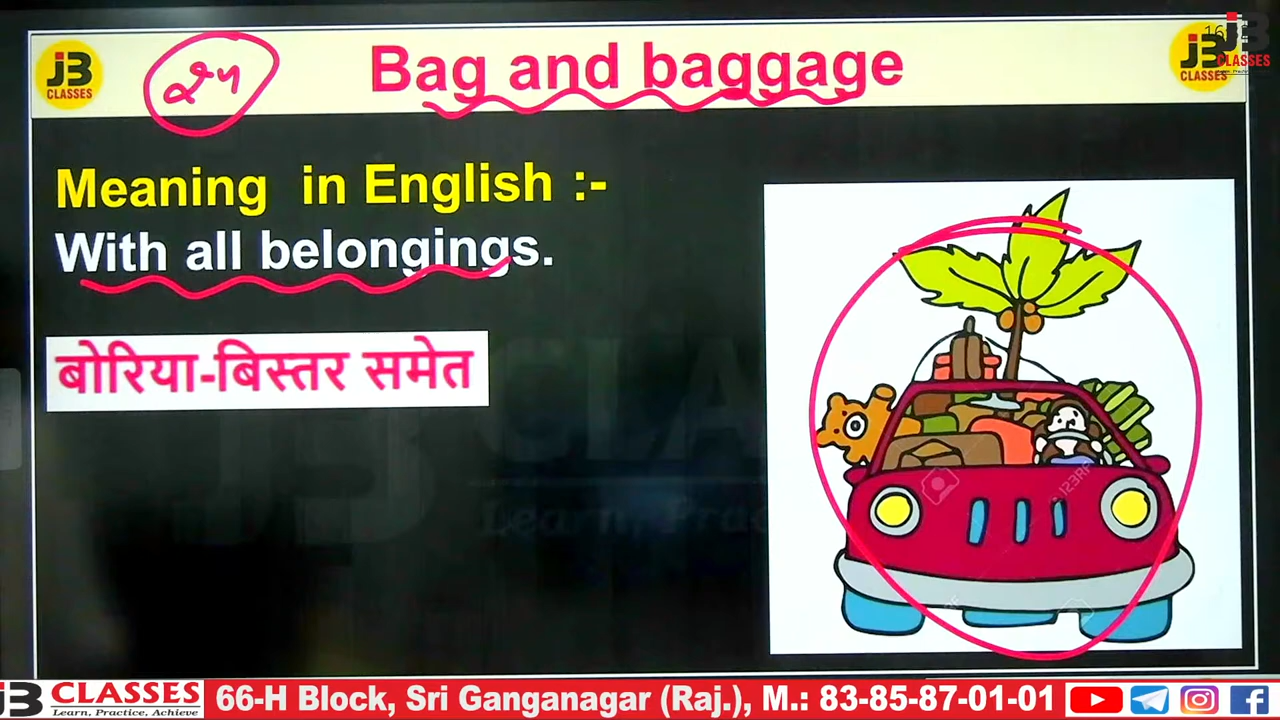 JB
CLASSES
२५
Bag and baggage
JB
CLASSES
Meaning in English :-
With all belongings.
बोरिया-बिस्तर समेत
JB CLASSES
Learn, Practice, Achieve
66-H Block, Sri Ganganagar (Raj.), M.: 83-85-87-01-01